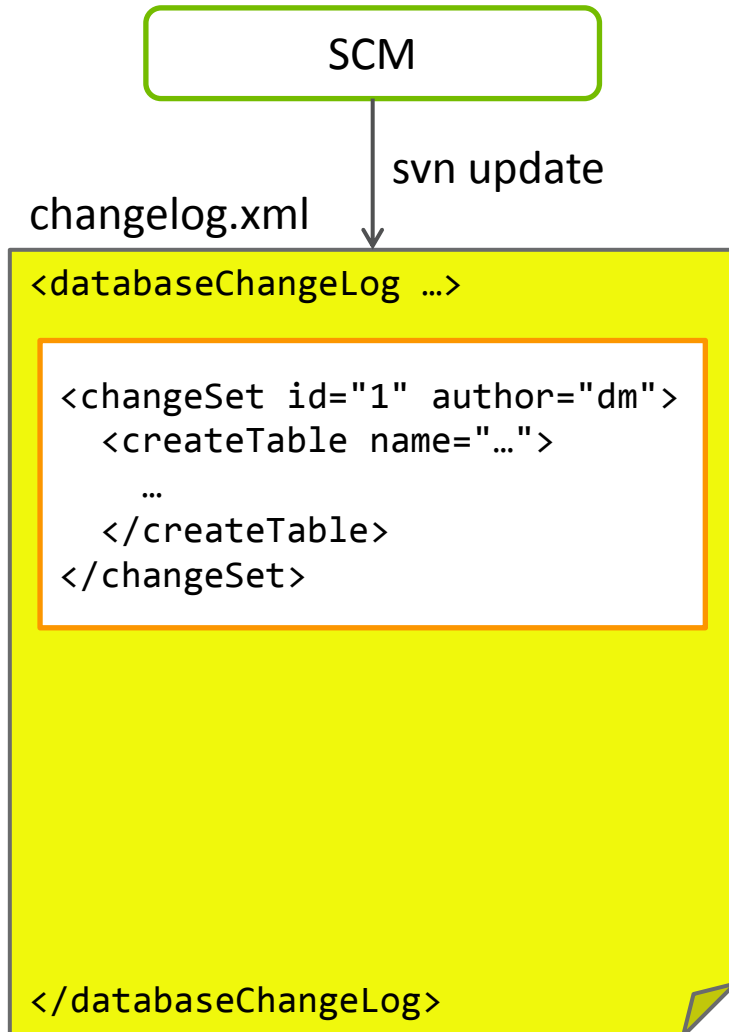 SCM
svn update
changelog.xml
<databaseChangeLog …>
<changeSet id="1" author="dm">
<createTable name="…">
…
</createTable>
</changeSet>
</databaseChangeLog>